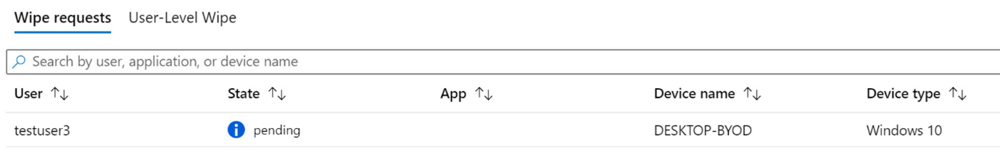 Wipe requests User-Level Wipe
Search by user, application, or device name
User ↑↓ State ↑↓ App ↑↓ Device name ↑↓ Device type ↑↓
testuser3 pending DESKTOP-BYOD Windows 10